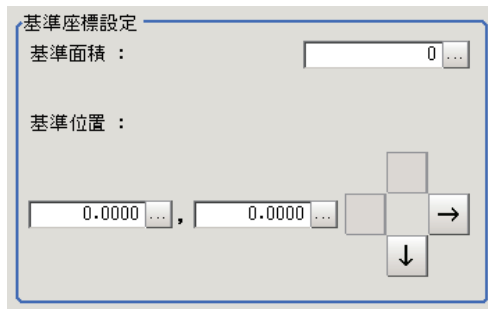 基準座標設定
基準面積 : 0 ...
基準位置 :
0.0000 ... , 0.0000 ... →
↓